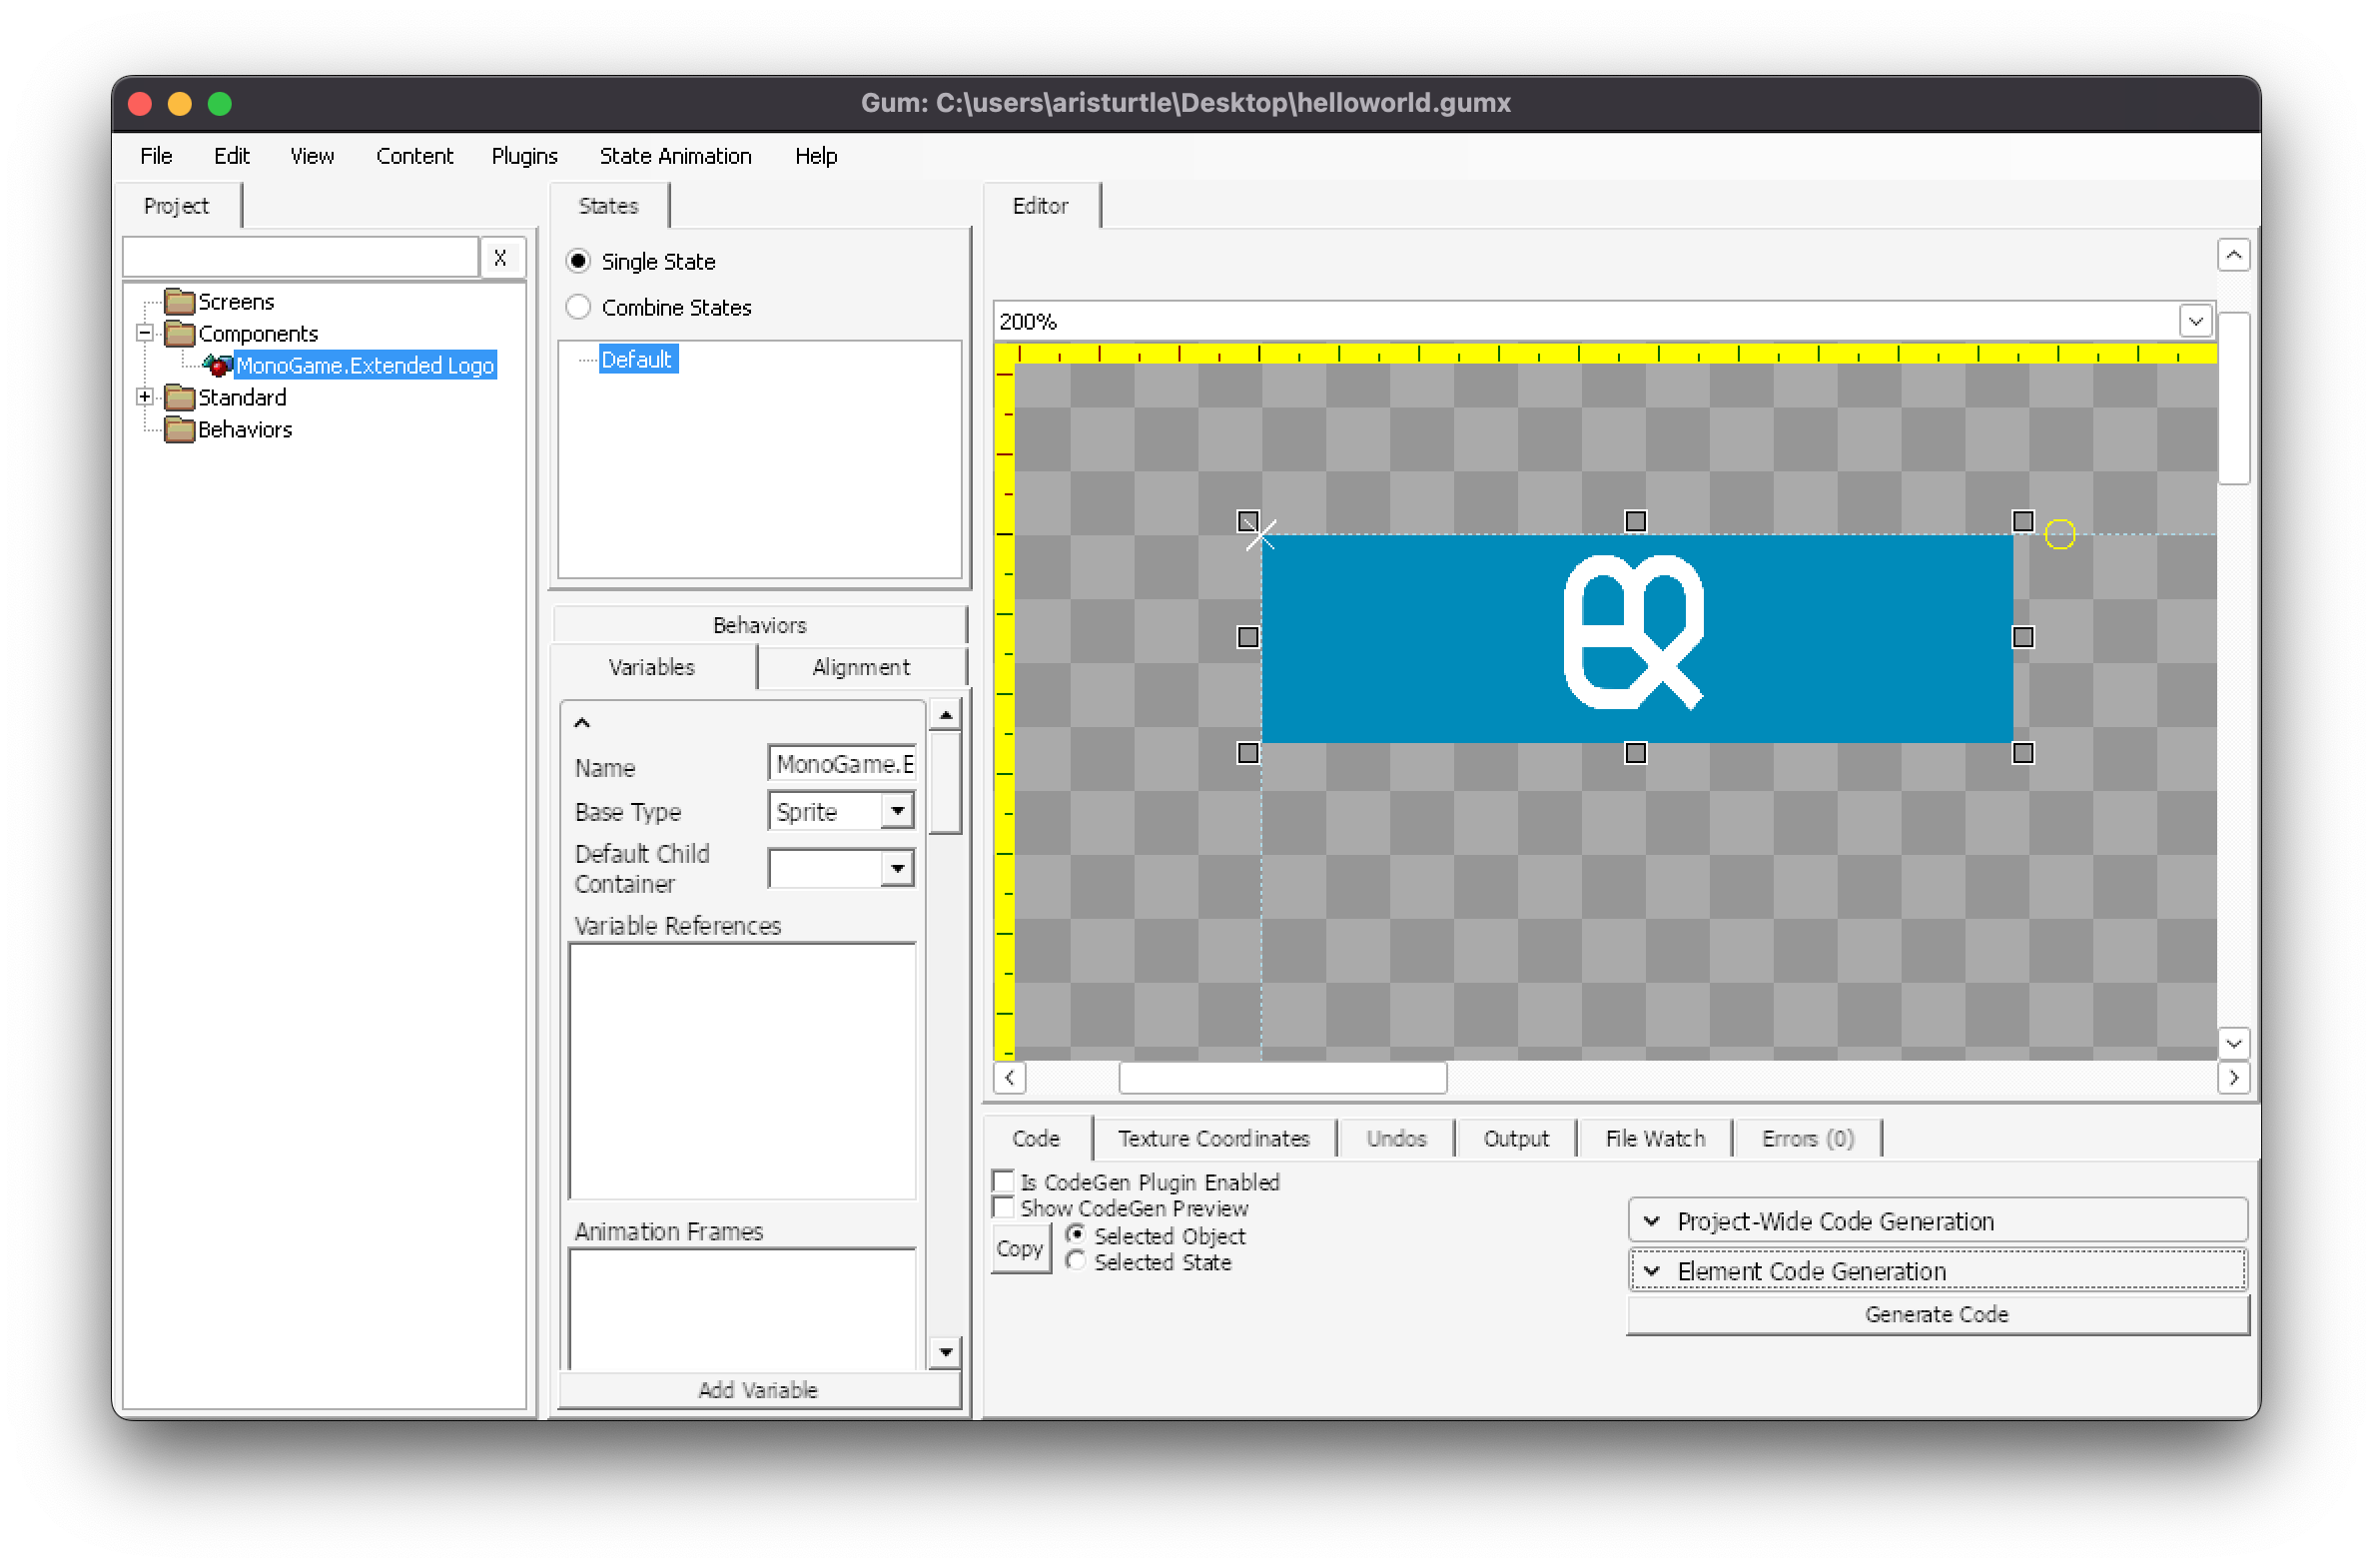 Gum: C:\users\aristurtle\Desktop\helloworld.gumx
File Edit View Content Plugins State Animation Help
Project
X
Screens
Components
MonoGame.Extended Logo
Standard
Behaviors
States
Single State
Combine States
Default
Behaviors
Variables Alignment
Name MonoGame.E
Base Type Sprite
Default Child
Container
Variable References
Animation Frames
Add Variable
Editor
200%
Code Texture Coordinates Undos Output File Watch Errors (0)
Is CodeGen Plugin Enabled
Show CodeGen Preview
Copy
Selected Object
Selected State
Project-Wide Code Generation
Element Code Generation
Generate Code